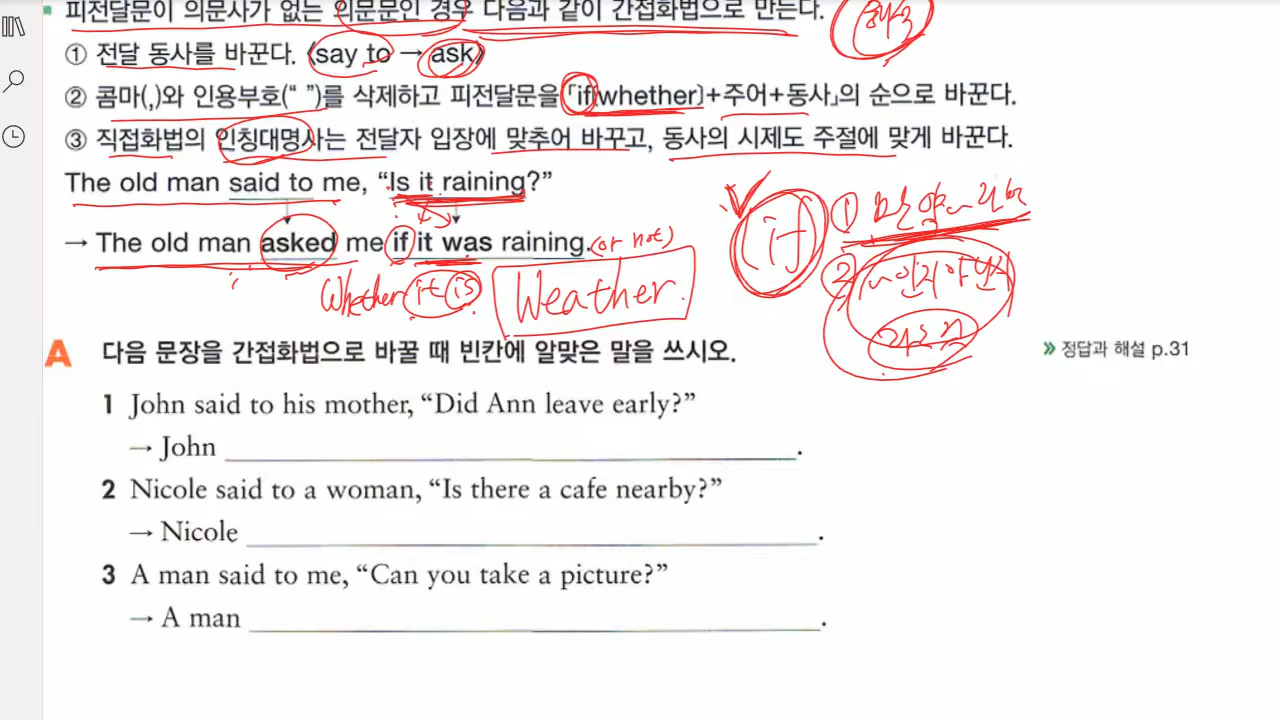 피전달문이 의문사가 없는 의문문인 경우 다음과 같이 간접화법으로 만든다.
① 전달 동사를 바꾼다. (say to → ask)
② 콤마(,)와 인용부호(“ ”)를 삭제하고 피전달문을 「if[whether]+주어+동사」의 순으로 바꾼다.
③ 직접화법의 인칭대명사는 전달자 입장에 맞추어 바꾸고, 동사의 시제도 주절에 맞게 바꾼다.
The old man said to me, “Is it raining?”
→ The old man asked me if it was raining. (or not)
Whether it is
Weather.
if
①
② ~인지 아닌지
A 다음 문장을 간접화법으로 바꿀 때 빈칸에 알맞은 말을 쓰시오.
» 정답과 해설 p.31
1 John said to his mother, “Did Ann leave early?”
→ John .
2 Nicole said to a woman, “Is there a cafe nearby?”
→ Nicole .
3 A man said to me, “Can you take a picture?”
→ A man .